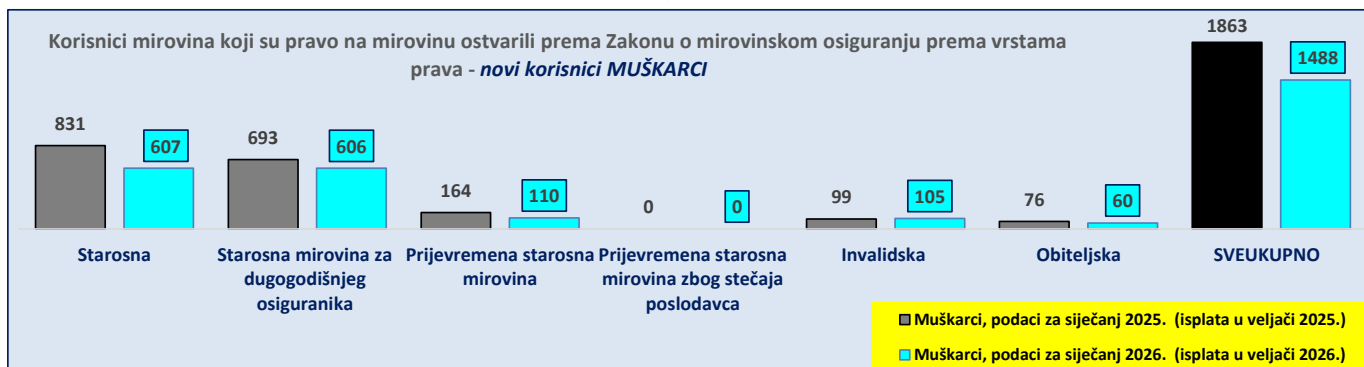 Korisnici mirovina koji su pravo na mirovinu ostvarili prema Zakonu o mirovinskom osiguranju prema vrstama
prava - novi korisnici MUŠKARCI
831
607
693
606
164
110
0
0
99
105
76
60
1863
1488
Starosna
Starosna mirovina za
dugogodišnjeg
osiguranika
Prijevremena starosna
mirovina
Prijevremena starosna
mirovina zbog stečaja
poslodavca
Invalidska
Obiteljska
SVEUKUPNO
Muškarci, podaci za siječanj 2025. (isplata u veljači 2025.)
Muškarci, podaci za siječanj 2026. (isplata u veljači 2026.)